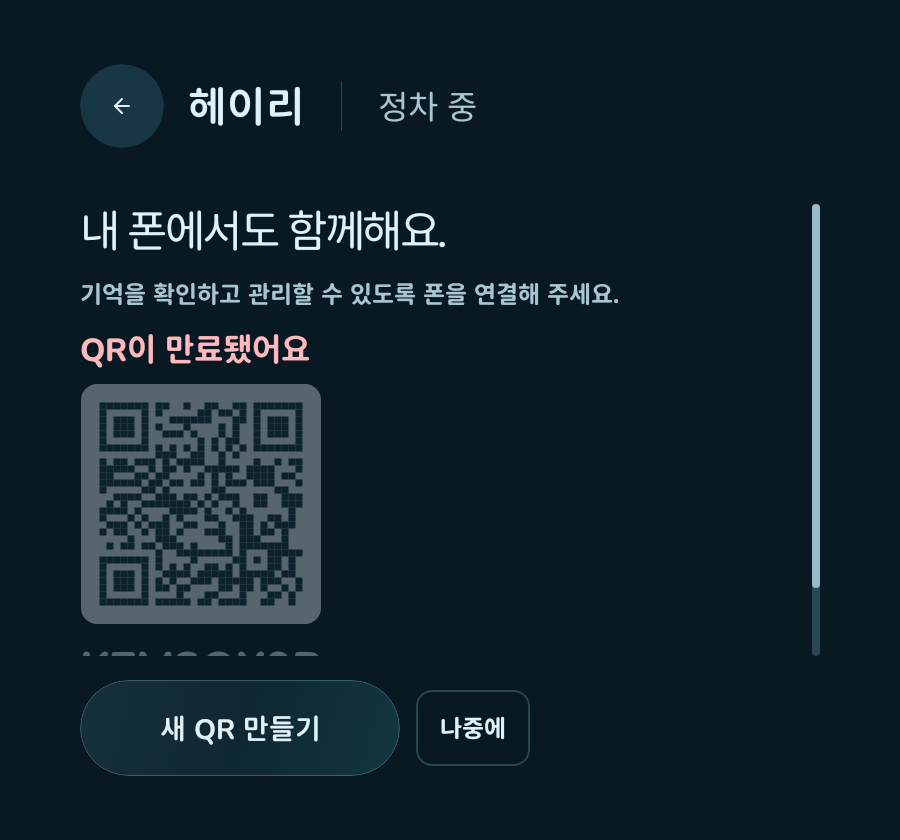 헤이리
정차 중
내 폰에서도 함께해요.
기억을 확인하고 관리할 수 있도록 폰을 연결해 주세요.
QR이 만료됐어요
새 QR 만들기
나중에